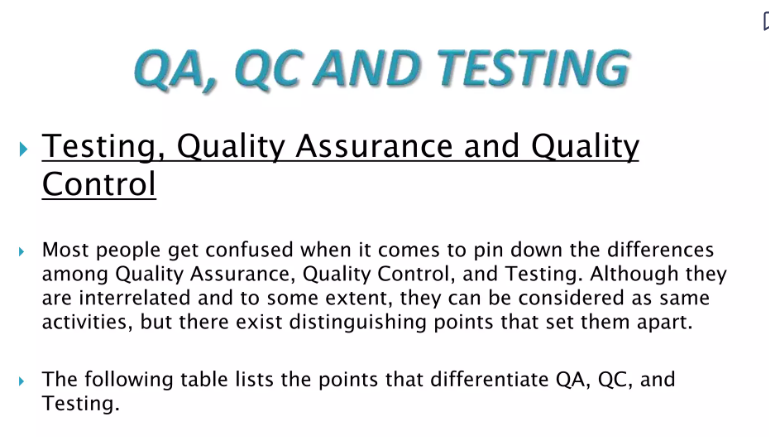 QA, QC AND TESTING
Testing, Quality Assurance and Quality
Control
Most people get confused when it comes to pin down the differences
among Quality Assurance, Quality Control, and Testing. Although they
are interrelated and to some extent, they can be considered as same
activities, but there exist distinguishing points that set them apart.
The following table lists the points that differentiate QA, QC, and
Testing.